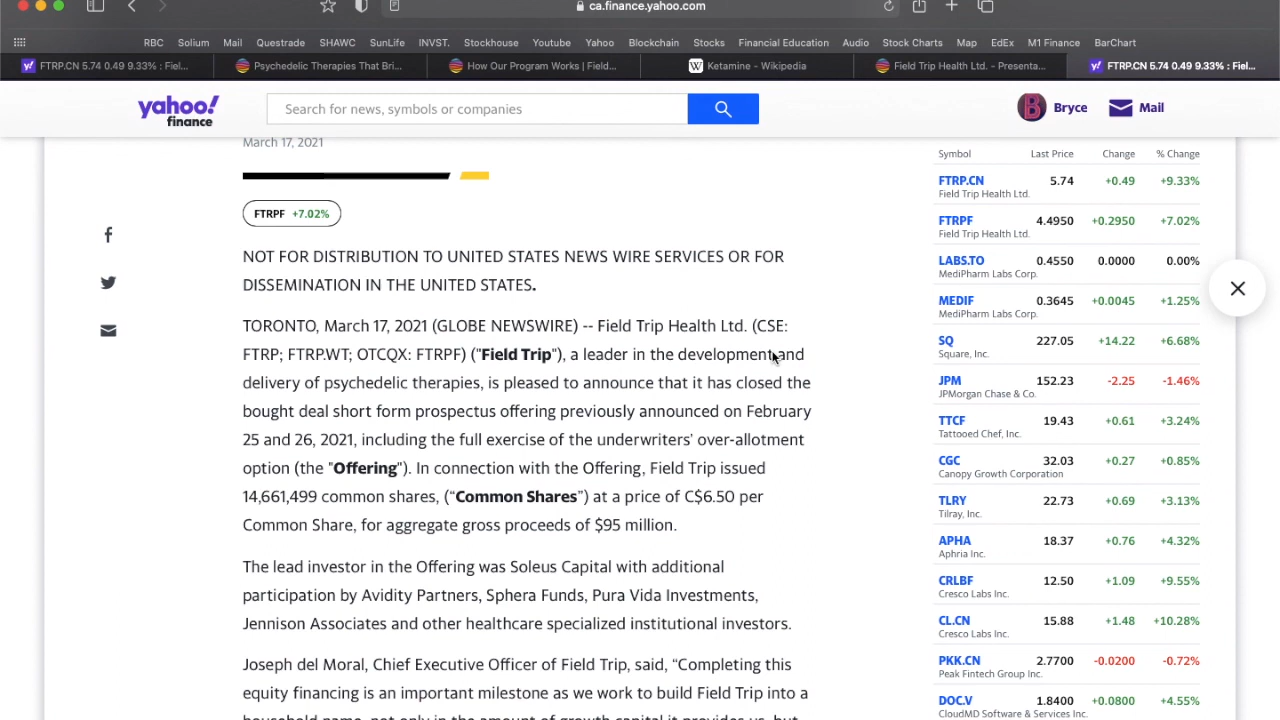 ca.finance.yahoo.com
RBC Solium Mail Questrade SHAWC SunLife INVST. Stockhouse Youtube Yahoo Blockchain Stocks Financial Education Audio Stock Charts Map EdEx M1 Finance BarChart
FTRP.CN 5.74 0.49 9.33% : Fiel... Psychedelic Therapies That Bri... How Our Program Works | Field... Ketamine - Wikipedia Field Trip Health Ltd. - Presenta... FTRP.CN 5.74 0.49 9.33% : Fiel...
yahoo! finance
Search for news, symbols or companies
Bryce Mail
March 17, 2021
FTRPF +7.02%
NOT FOR DISTRIBUTION TO UNITED STATES NEWS WIRE SERVICES OR FOR
DISSEMINATION IN THE UNITED STATES.
TORONTO, March 17, 2021 (GLOBE NEWSWIRE) -- Field Trip Health Ltd. (CSE:
FTRP; FTRP.WT; OTCQX: FTRPF) ("Field Trip"), a leader in the development and
delivery of psychedelic therapies, is pleased to announce that it has closed the
bought deal short form prospectus offering previously announced on February
25 and 26, 2021, including the full exercise of the underwriters’ over-allotment
option (the "Offering"). In connection with the Offering, Field Trip issued
14,661,499 common shares, (“Common Shares”) at a price of C$6.50 per
Common Share, for aggregate gross proceeds of $95 million.
The lead investor in the Offering was Soleus Capital with additional
participation by Avidity Partners, Sphera Funds, Pura Vida Investments,
Jennison Associates and other healthcare specialized institutional investors.
Joseph del Moral, Chief Executive Officer of Field Trip, said, “Completing this
equity financing is an important milestone as we work to build Field Trip into a
household name, not only in the amount of growth capital it provides us, but
Symbol Last Price Change % Change
FTRP.CN 5.74 +0.49 +9.33%
Field Trip Health Ltd.
FTRPF 4.4950 +0.2950 +7.02%
Field Trip Health Ltd.
LABS.TO 0.4550 0.0000 0.00%
MediPharm Labs Corp.
MEDIF 0.3645 +0.0045 +1.25%
MediPharm Labs Corp.
SQ 227.05 +14.22 +6.68%
Square, Inc.
JPM 152.23 -2.25 -1.46%
JPMorgan Chase & Co.
TTCF 19.43 +0.61 +3.24%
Tattooed Chef, Inc.
CGC 32.03 +0.27 +0.85%
Canopy Growth Corporation
TLRY 22.73 +0.69 +3.13%
Tilray, Inc.
APHA 18.37 +0.76 +4.32%
Aphria Inc.
CRLBF 12.50 +1.09 +9.55%
Cresco Labs Inc.
CL.CN 15.88 +1.48 +10.28%
Cresco Labs Inc.
PKK.CN 2.7700 -0.0200 -0.72%
Peak Fintech Group Inc.
DOC.V 1.8400 +0.0800 +4.55%
CloudMD Software & Services Inc.